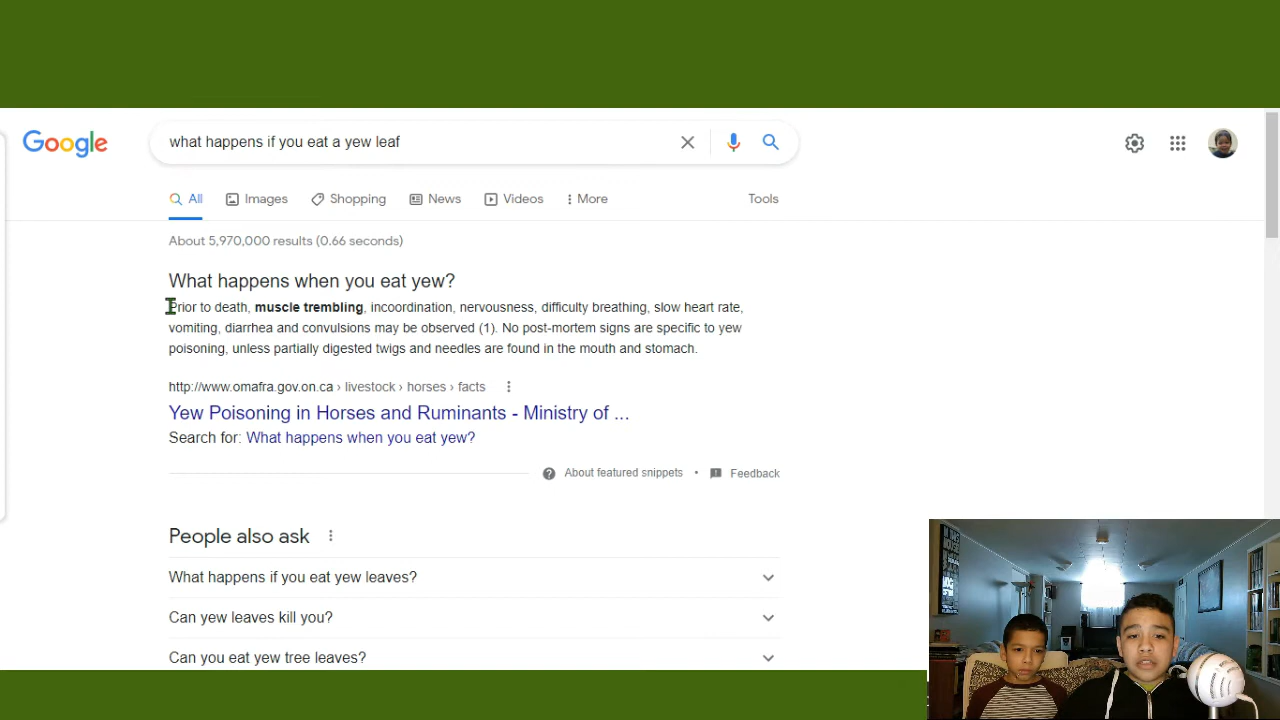 Google
what happens if you eat a yew leaf
All Images Shopping News Videos More Tools
About 5,970,000 results (0.66 seconds)
What happens when you eat yew?
Prior to death, muscle trembling, incoordination, nervousness, difficulty breathing, slow heart rate,
vomiting, diarrhea and convulsions may be observed (1). No post-mortem signs are specific to yew
poisoning, unless partially digested twigs and needles are found in the mouth and stomach.
http://www.omafra.gov.on.ca › livestock › horses › facts
Yew Poisoning in Horses and Ruminants - Ministry of ...
Search for: What happens when you eat yew?
About featured snippets • Feedback
People also ask
What happens if you eat yew leaves?
Can yew leaves kill you?
Can you eat yew tree leaves?